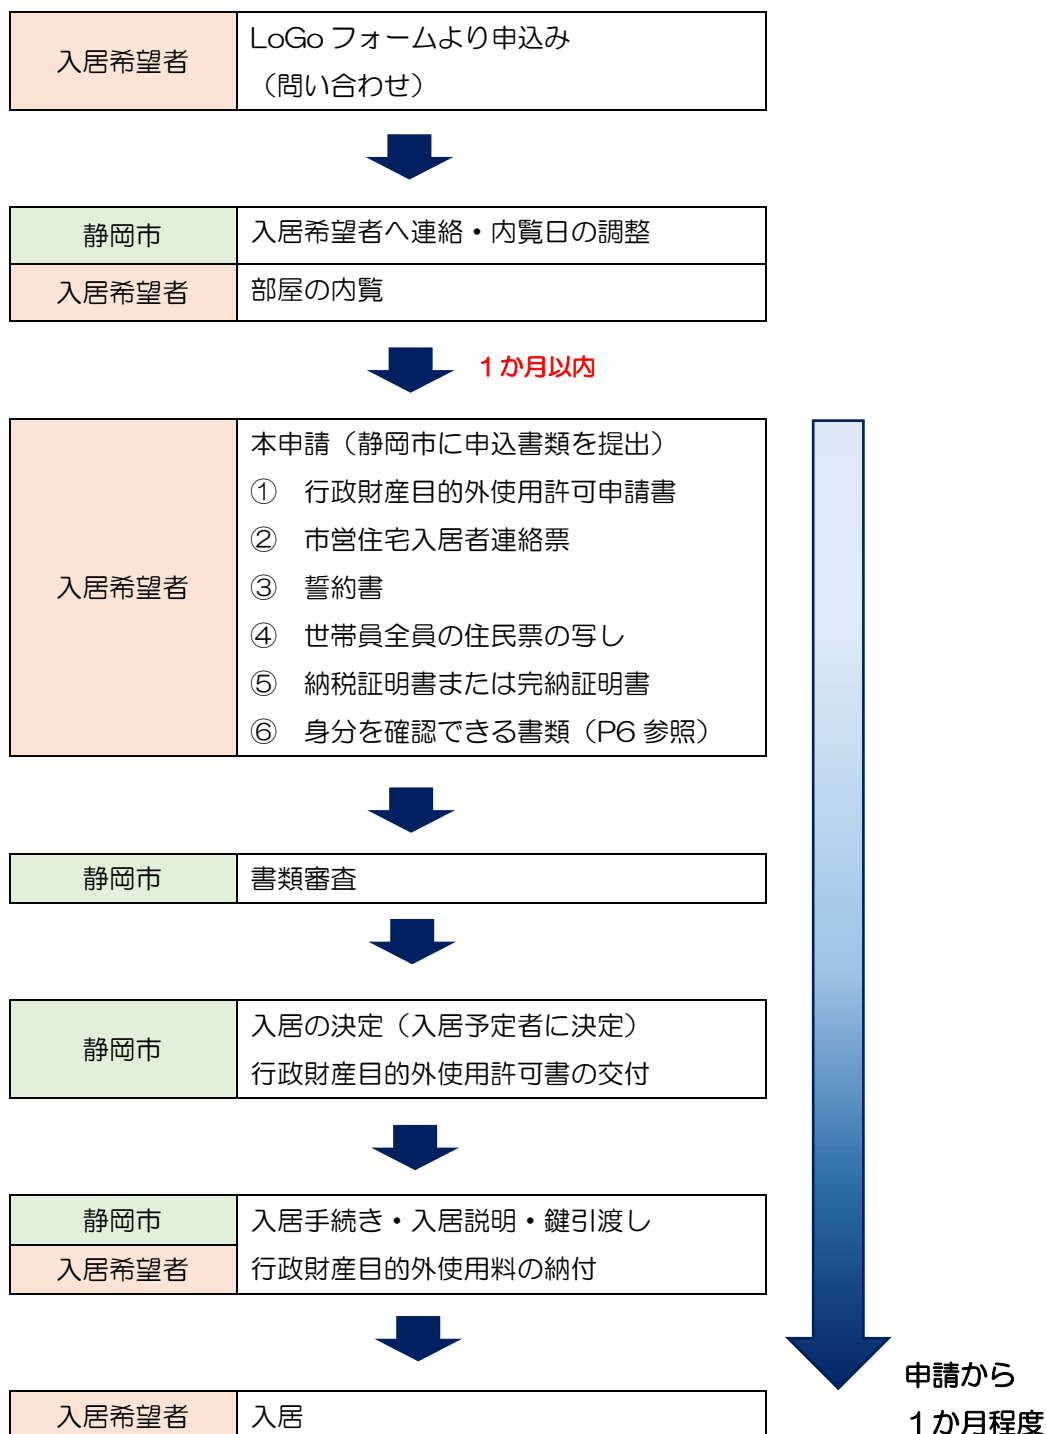 入居希望者
LoGo フォームより申込み
（問い合わせ）
静岡市
入居希望者へ連絡・内覧日の調整
入居希望者
部屋の内覧
１か月以内
入居希望者
本申請（静岡市に申込書類を提出）
①　行政財産目的外使用許可申請書
②　市営住宅入居者連絡票
③　誓約書
④　世帯員全員の住民票の写し
⑤　納税証明書または完納証明書
⑥　身分を確認できる書類（P6 参照）
静岡市
書類審査
静岡市
入居の決定（入居予定者に決定）
行政財産目的外使用許可書の交付
静岡市
入居手続き・入居説明・鍵引渡し
入居希望者
行政財産目的外使用料の納付
入居希望者
入居
申請から
１か月程度